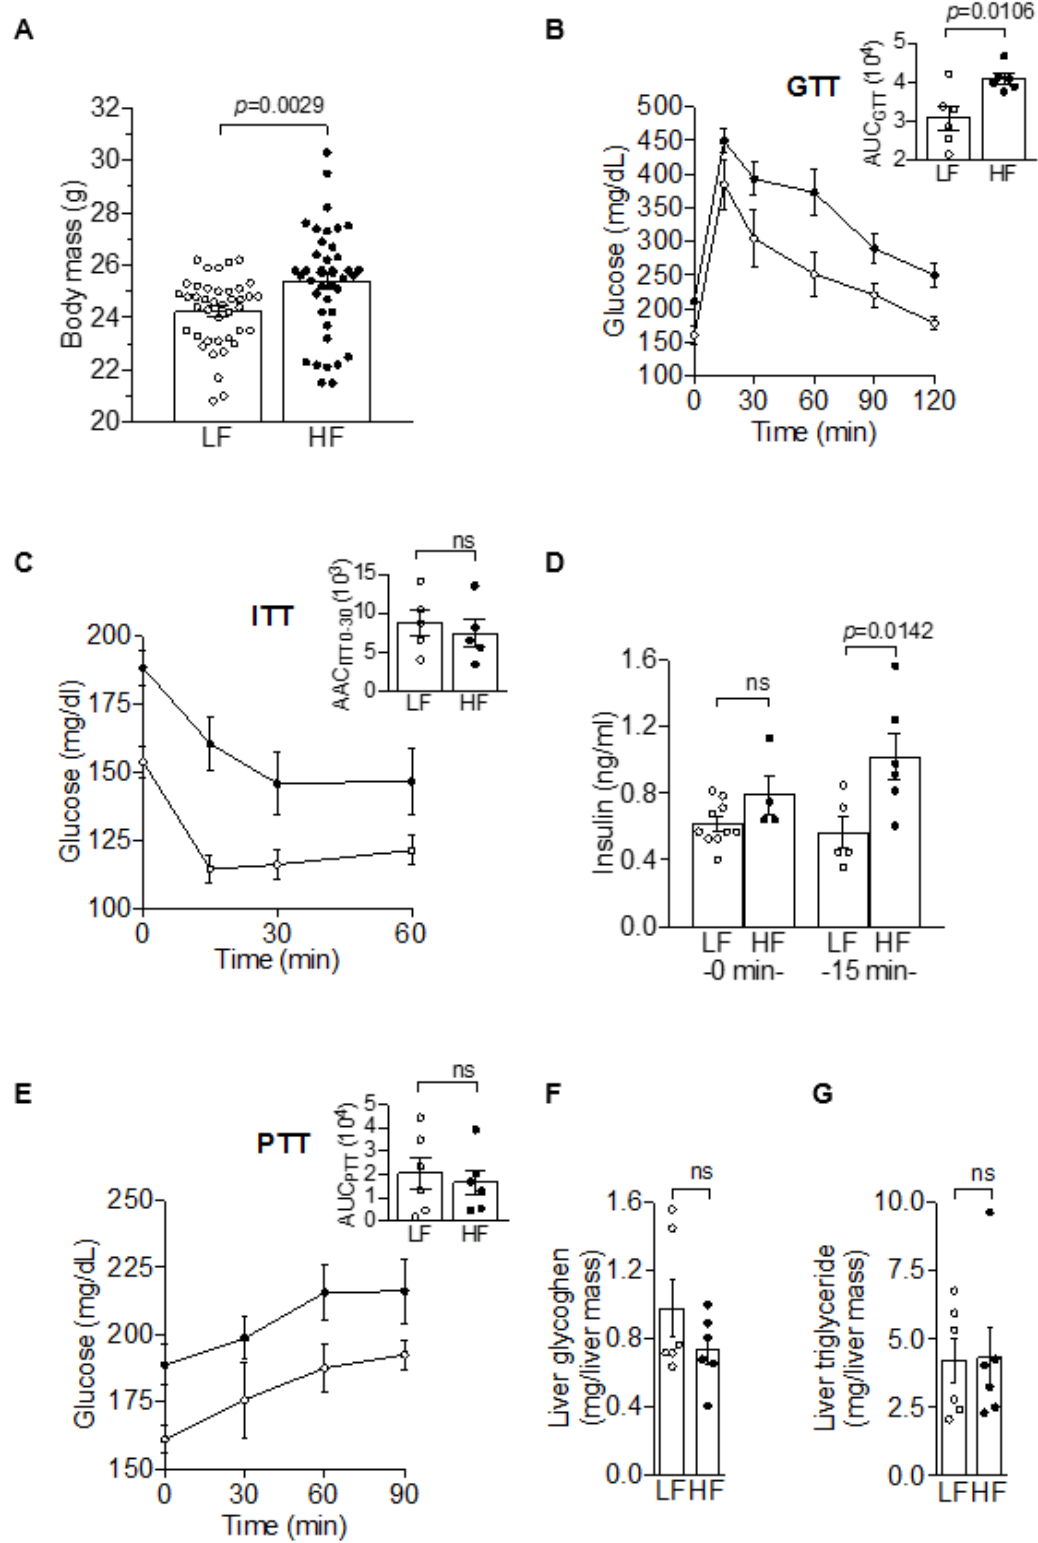 A
p=0.0029
Body mass (g)
32
30
28
26
24
22
20
LF HF
B
p=0.0106
AUCGTT (10⁴)
5
4
3
2
LF HF
GTT
Glucose (mg/dL)
500
450
400
350
300
250
200
150
100
0 30 60 90 120
Time (min)
C
ns
AACITT 0-30 (10³)
15
10
5
0
LF HF
ITT
Glucose (mg/dl)
200
175
150
125
100
0 30 60
Time (min)
D
p=0.0142
ns
Insulin (ng/ml)
1.6
1.2
0.8
0.4
0.0
LF HF LF HF
-0 min- -15 min-
E
ns
AUCPTT (10⁴)
5
4
3
2
1
0
LF HF
PTT
Glucose (mg/dL)
250
225
200
175
150
0 30 60 90
Time (min)
F
ns
Liver glycoghen
(mg/liver mass)
1.6
1.2
0.8
0.4
0.0
LF HF
G
ns
Liver triglyceride
(mg/liver mass)
10.0
7.5
5.0
2.5
0.0
LF HF